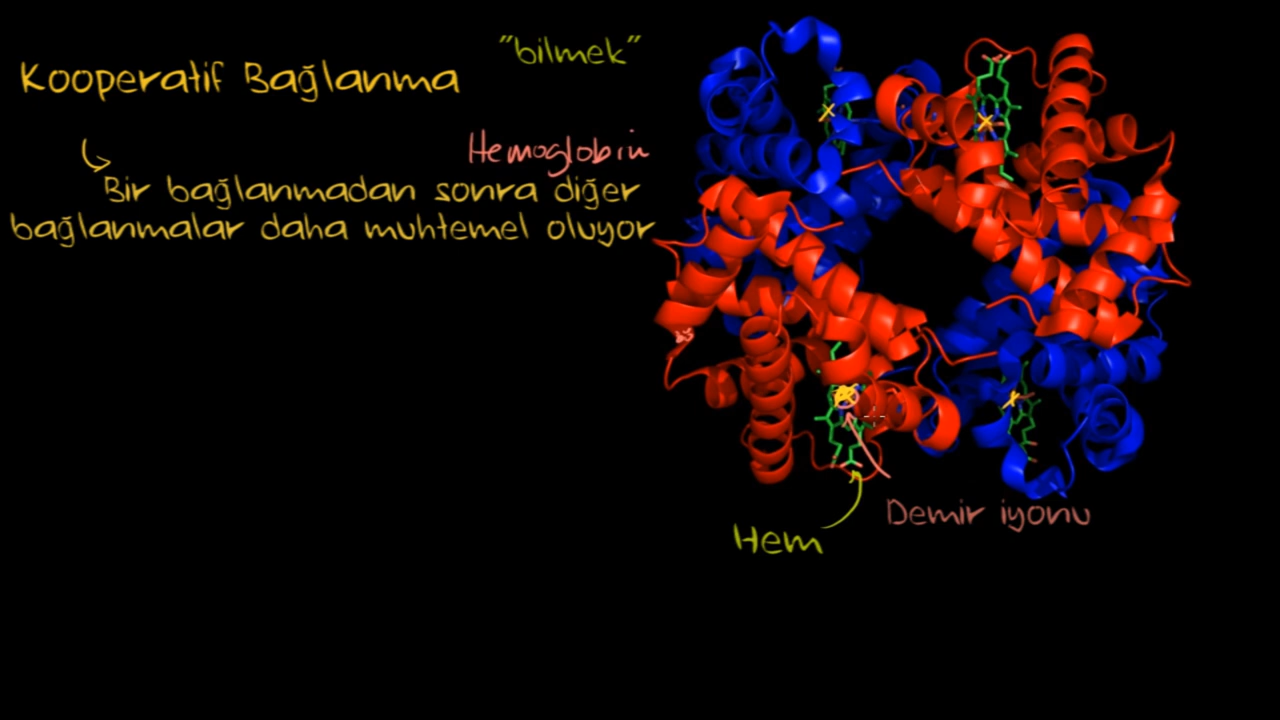 "bilmek"
Kooperatif Bağlanma
Hemoglobin
Bir bağlanmadan sonra diğer
bağlanmalar daha muhtemel oluyor
Demir iyonu
Hem